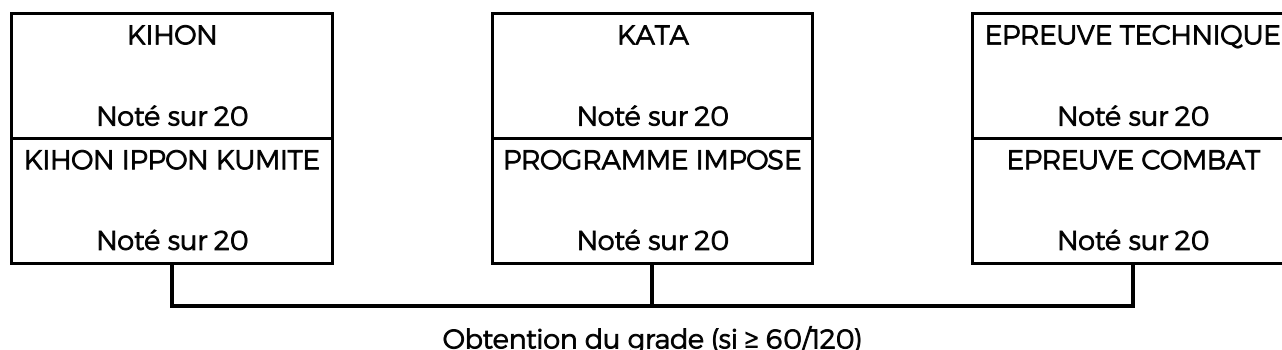 KIHON
Noté sur 20
KIHON IPPON KUMITE
Noté sur 20
KATA
Noté sur 20
PROGRAMME IMPOSE
Noté sur 20
EPREUVE TECHNIQUE
Noté sur 20
EPREUVE COMBAT
Noté sur 20
Obtention du grade (si ≥ 60/120)